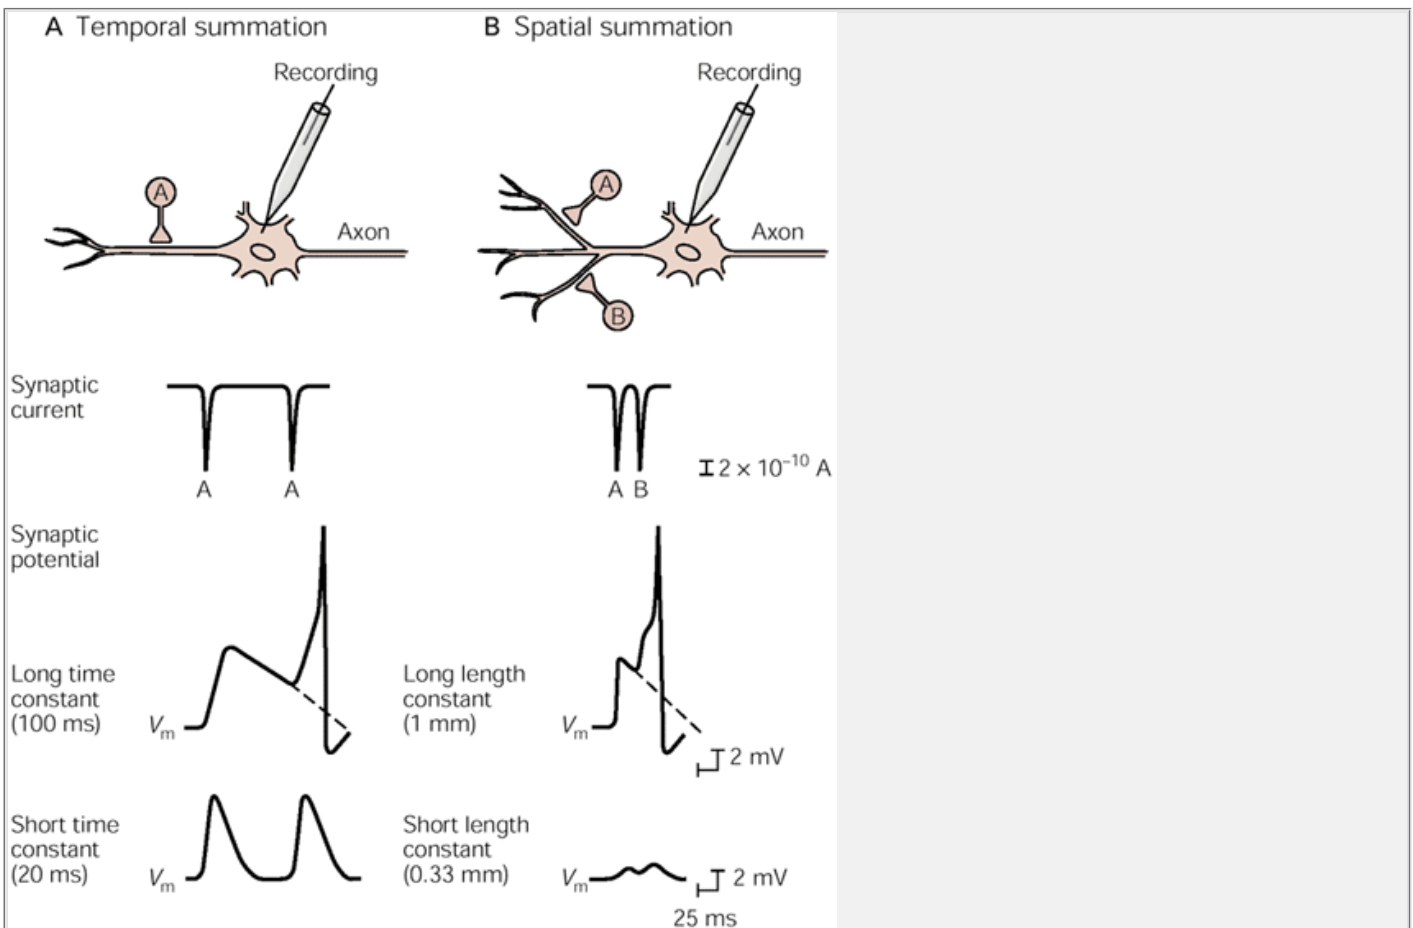 A Temporal summation
B Spatial summation
Recording
Recording
A
A
Axon
Axon
B
Synaptic
current
A
A
A B
2 × 10⁻¹⁰ A
Synaptic
potential
Long time
constant
(100 ms)
Vₘ
Long length
constant
(1 mm)
Vₘ
2 mV
Short time
constant
(20 ms)
Vₘ
Short length
constant
(0.33 mm)
Vₘ
2 mV
25 ms